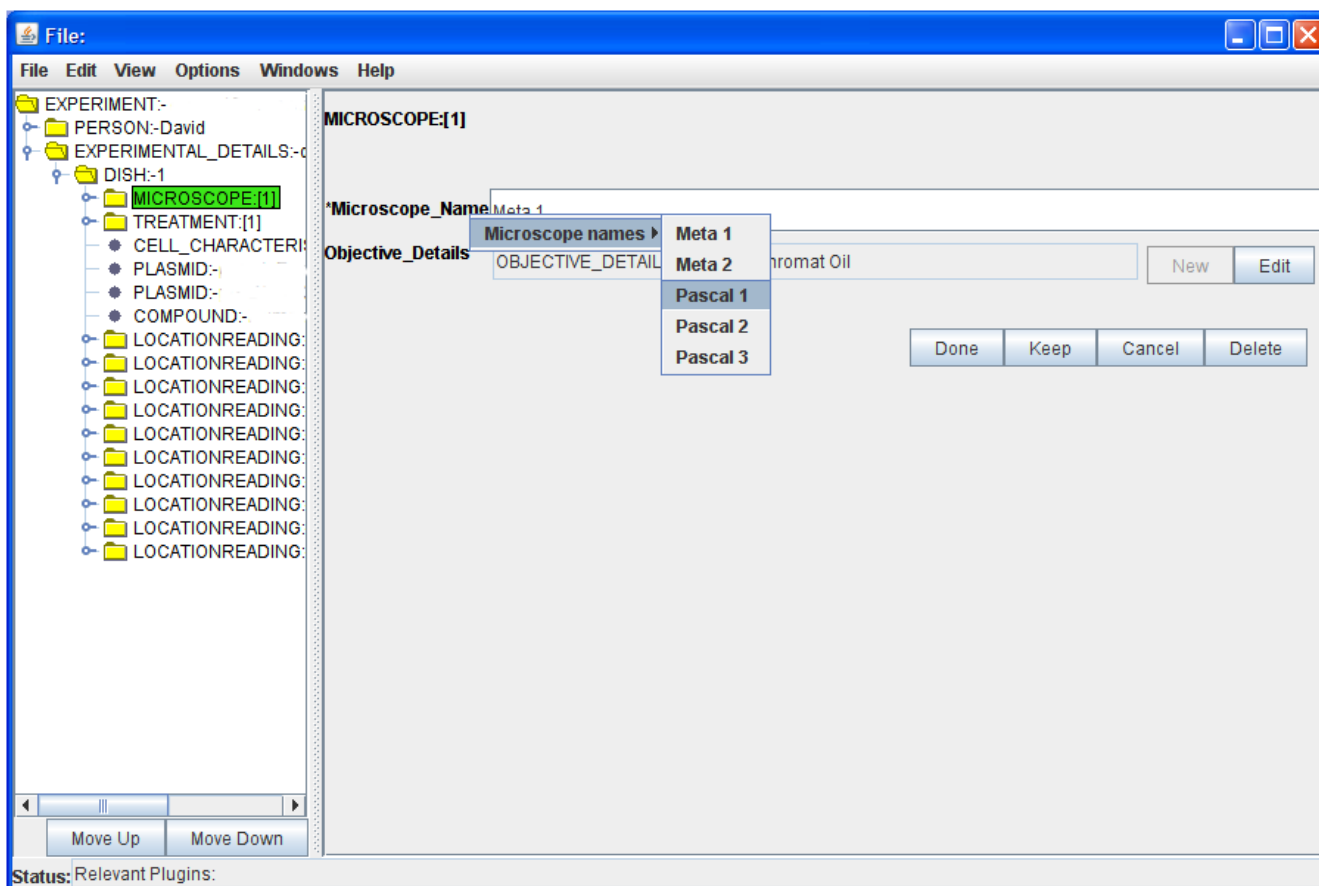 File:
File Edit View Options Windows Help
EXPERIMENT:-
PERSON:-David
EXPERIMENTAL_DETAILS:-
DISH:-1
MICROSCOPE:[1]
TREATMENT:[1]
CELL_CHARACTERI
PLASMID:-
PLASMID:-
COMPOUND:-
LOCATIONREADING:
LOCATIONREADING:
LOCATIONREADING:
LOCATIONREADING:
LOCATIONREADING:
LOCATIONREADING:
LOCATIONREADING:
LOCATIONREADING:
LOCATIONREADING:
LOCATIONREADING:
Move Up Move Down
MICROSCOPE:[1]
*Microscope_Name Meta 1
Microscope names
Meta 1
Meta 2
Pascal 1
Pascal 2
Pascal 3
Objective_Details OBJECTIVE_DETAIL hromat Oil New Edit
Done Keep Cancel Delete
Status: Relevant Plugins: